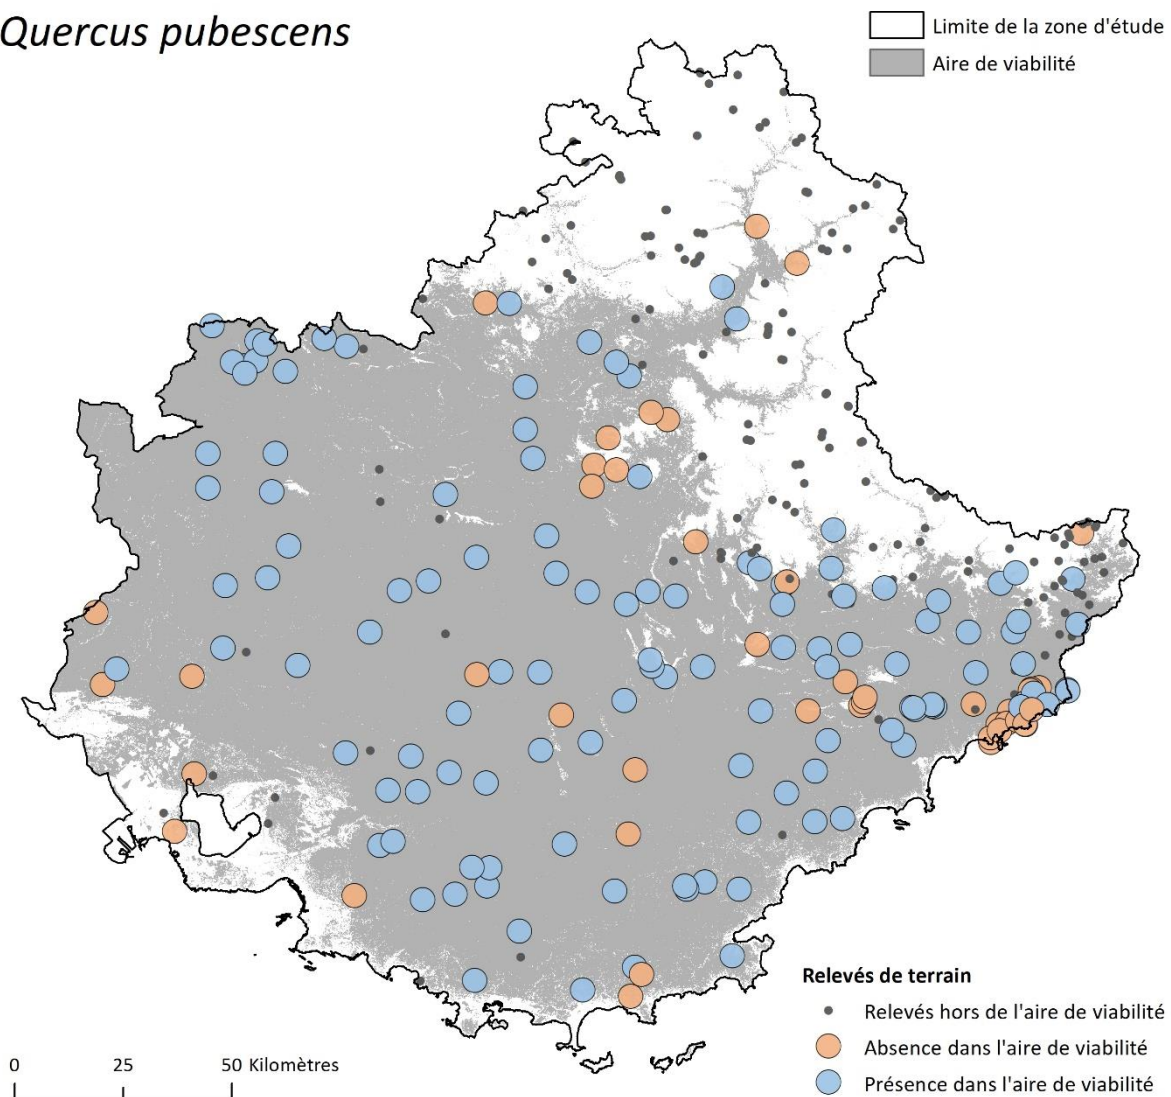 Quercus pubescens
Limite de la zone d'étude
Aire de viabilité
Relevés de terrain
Relevés hors de l'aire de viabilité
Absence dans l'aire de viabilité
Présence dans l'aire de viabilité
0 25 50 Kilomètres